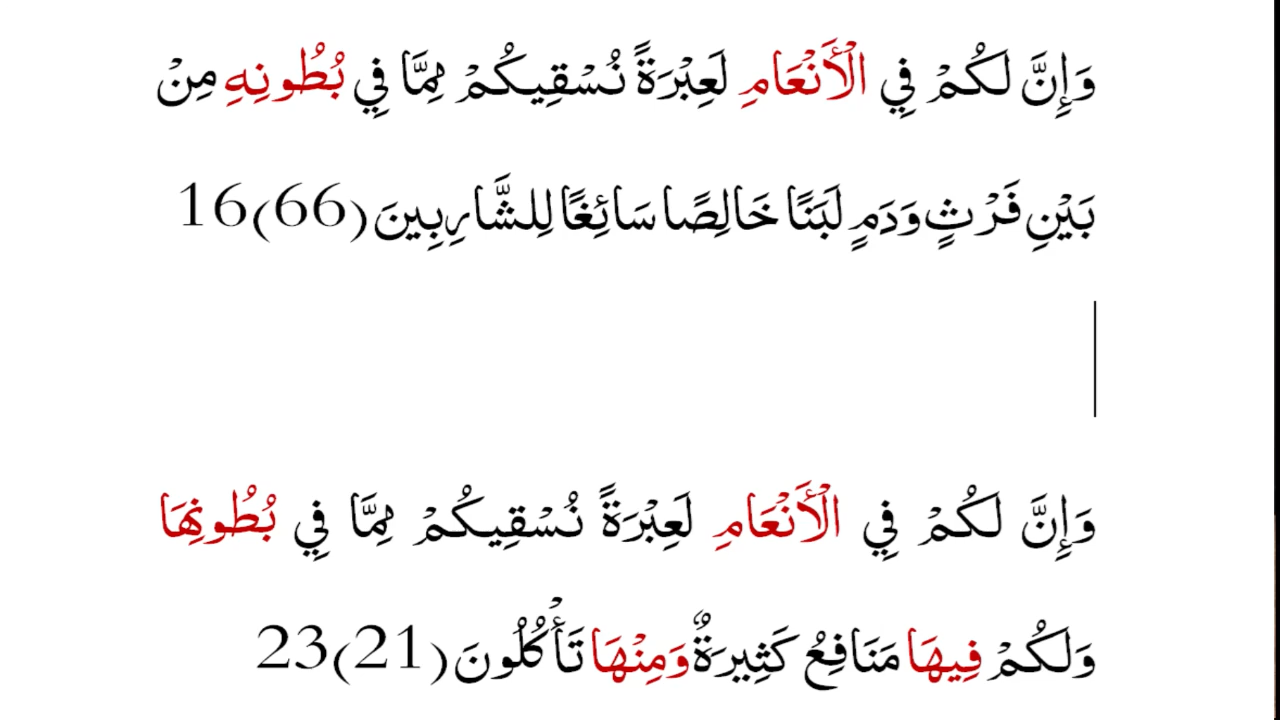 وَإِنَّ لَكُمْ فِي الْأَنْعَامِ لَعِبْرَةً نُسْقِيكُمْ مِمَّا فِي بُطُونِهِ مِنْ
بَيْنِ فَرْثٍ وَدَمٍ لَبَنًا خَالِصًا سَائِغًا لِلشَّارِبِينَ(66)16
وَإِنَّ لَكُمْ فِي الْأَنْعَامِ لَعِبْرَةً نُسْقِيكُمْ مِمَّا فِي بُطُونِهَا
وَلَكُمْ فِيهَا مَنَافِعُ كَثِيرَةٌ وَمِنْهَا تَأْكُلُونَ(21)23